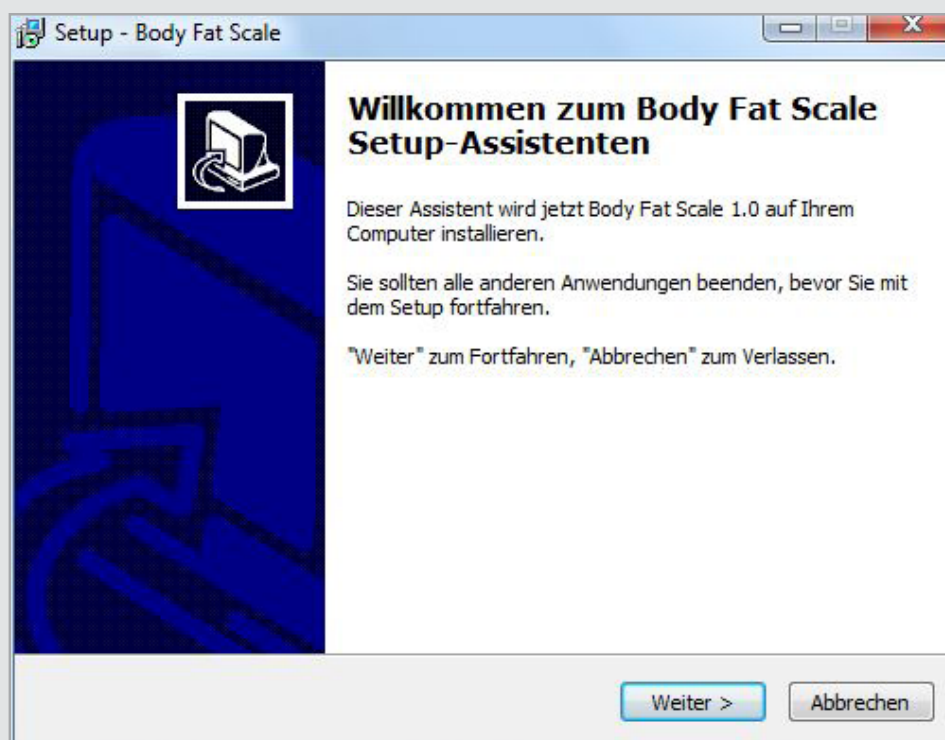 Setup - Body Fat Scale
Willkommen zum Body Fat Scale
Setup-Assistenten
Dieser Assistent wird jetzt Body Fat Scale 1.0 auf Ihrem
Computer installieren.
Sie sollten alle anderen Anwendungen beenden, bevor Sie mit
dem Setup fortfahren.
"Weiter" zum Fortfahren, "Abbrechen" zum Verlassen.
Weiter > Abbrechen